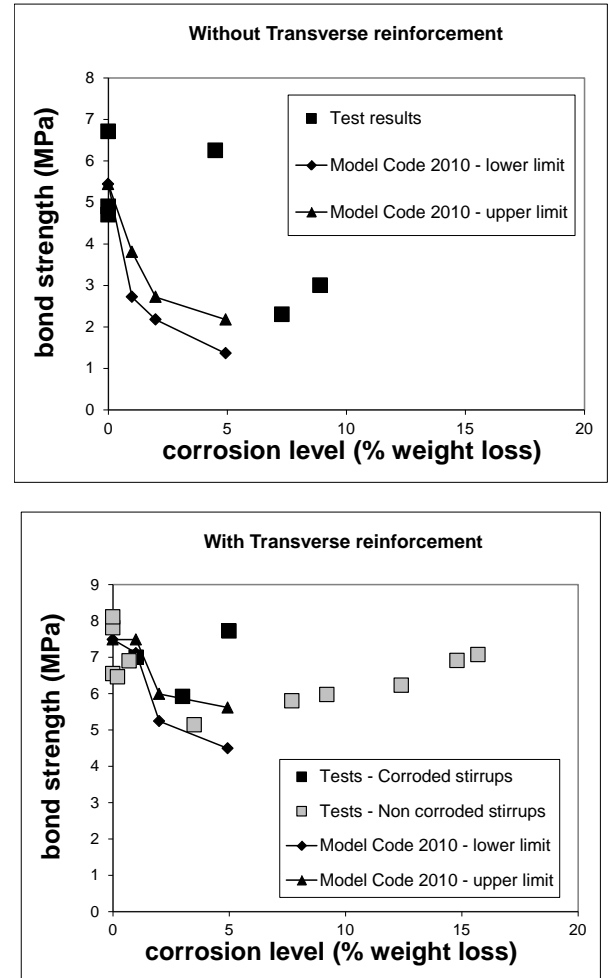 Without Transverse reinforcement
8
7
6
5
4
3
2
1
0
bond strength (MPa)
Test results
Model Code 2010 - lower limit
Model Code 2010 - upper limit
0 5 10 15 20
corrosion level (% weight loss)
With Transverse reinforcement
9
8
7
6
5
4
3
2
1
0
bond strength (MPa)
Tests - Corroded stirrups
Tests - Non corroded stirrups
Model Code 2010 - lower limit
Model Code 2010 - upper limit
0 5 10 15 20
corrosion level (% weight loss)